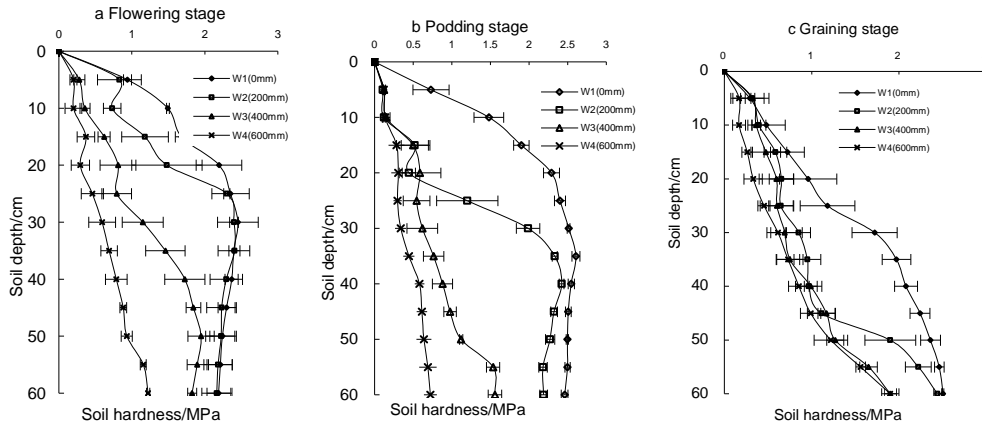 a Flowering stage
0 1 2 3
0
10
20
30
40
50
60
Soil depth/cm
W1(0mm)
W2(200mm)
W3(400mm)
W4(600mm)
Soil hardness/MPa
b Podding stage
0 0.5 1 1.5 2 2.5 3
0
10
20
30
40
50
60
Soil depth/cm
W1(0mm)
W2(200mm)
W3(400mm)
W4(600mm)
Soil hardness/MPa
c Graining stage
0 1 2
0
10
20
30
40
50
60
Soil depth/cm
W1(0mm)
W2(200mm)
W3(400mm)
W4(600mm)
Soil hardness/MPa